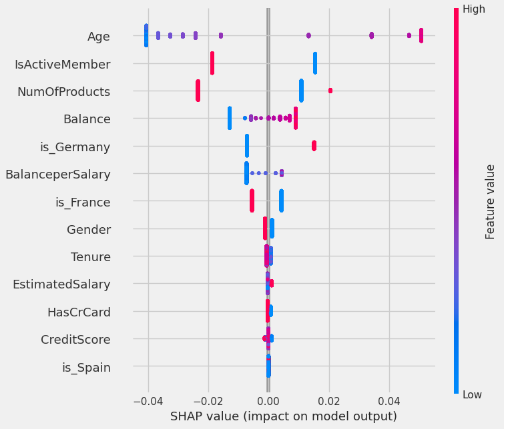 High
Age
IsActiveMember
NumOfProducts
Balance
is_Germany
BalanceperSalary
is_France
Gender
Tenure
EstimatedSalary
HasCrCard
CreditScore
is_Spain
Feature value
Low
−0.04 −0.02 0.00 0.02 0.04
SHAP value (impact on model output)